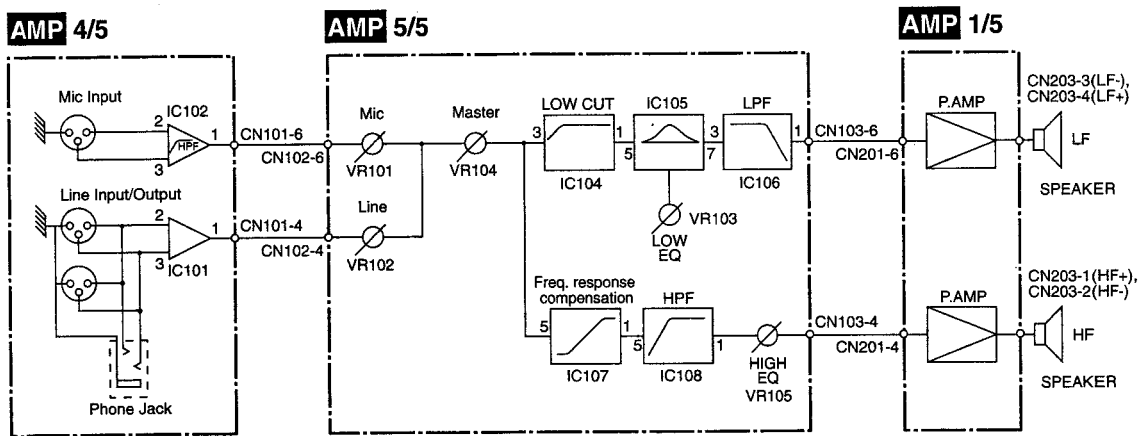 AMP 4/5
AMP 5/5
AMP 1/5
Mic Input
IC102
2
HPF
1
3
CN101-6
CN102-6
Mic
VR101
Master
VR104
LOW CUT
3
1
IC104
IC105
5
3
7
LPF
1
IC106
VR103
LOW
EQ
CN103-6
CN201-6
P.AMP
CN203-3(LF-),
CN203-4(LF+)
LF
SPEAKER
Line Input/Output
2
1
3
IC101
CN101-4
CN102-4
Line
VR102
Phone Jack
Freq. response
compensation
5
1
IC107
HPF
5
1
IC108
HIGH
EQ
VR105
CN103-4
CN201-4
P.AMP
CN203-1(HF+),
CN203-2(HF-)
HF
SPEAKER